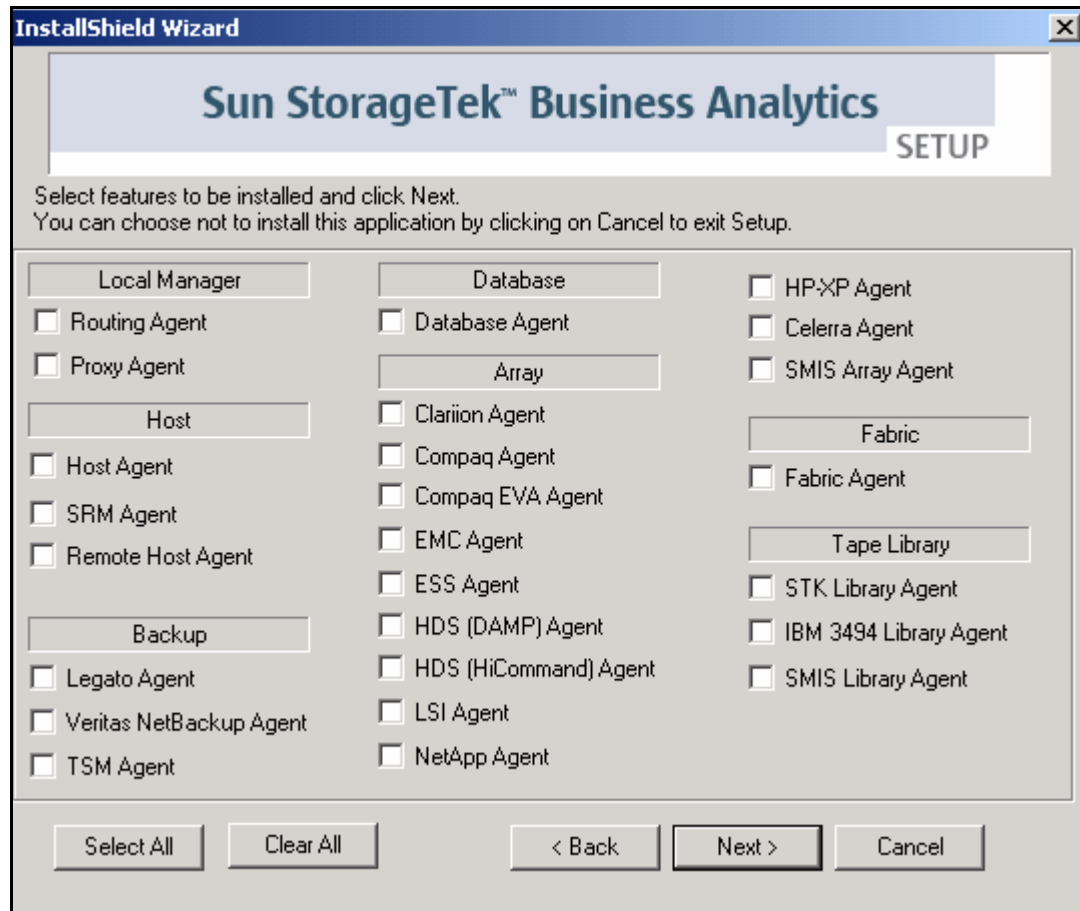 InstallShield Wizard
Sun StorageTek™ Business Analytics
SETUP
Select features to be installed and click Next.
You can choose not to install this application by clicking on Cancel to exit Setup.
Local Manager
Routing Agent
Proxy Agent
Host
Host Agent
SRM Agent
Remote Host Agent
Backup
Legato Agent
Veritas NetBackup Agent
TSM Agent
Database
Database Agent
Array
Clariion Agent
Compaq Agent
Compaq EVA Agent
EMC Agent
ESS Agent
HDS (DAMP) Agent
HDS (HiCommand) Agent
LSI Agent
NetApp Agent
HP-XP Agent
Celerra Agent
SMIS Array Agent
Fabric
Fabric Agent
Tape Library
STK Library Agent
IBM 3494 Library Agent
SMIS Library Agent
Select All
Clear All
< Back
Next >
Cancel